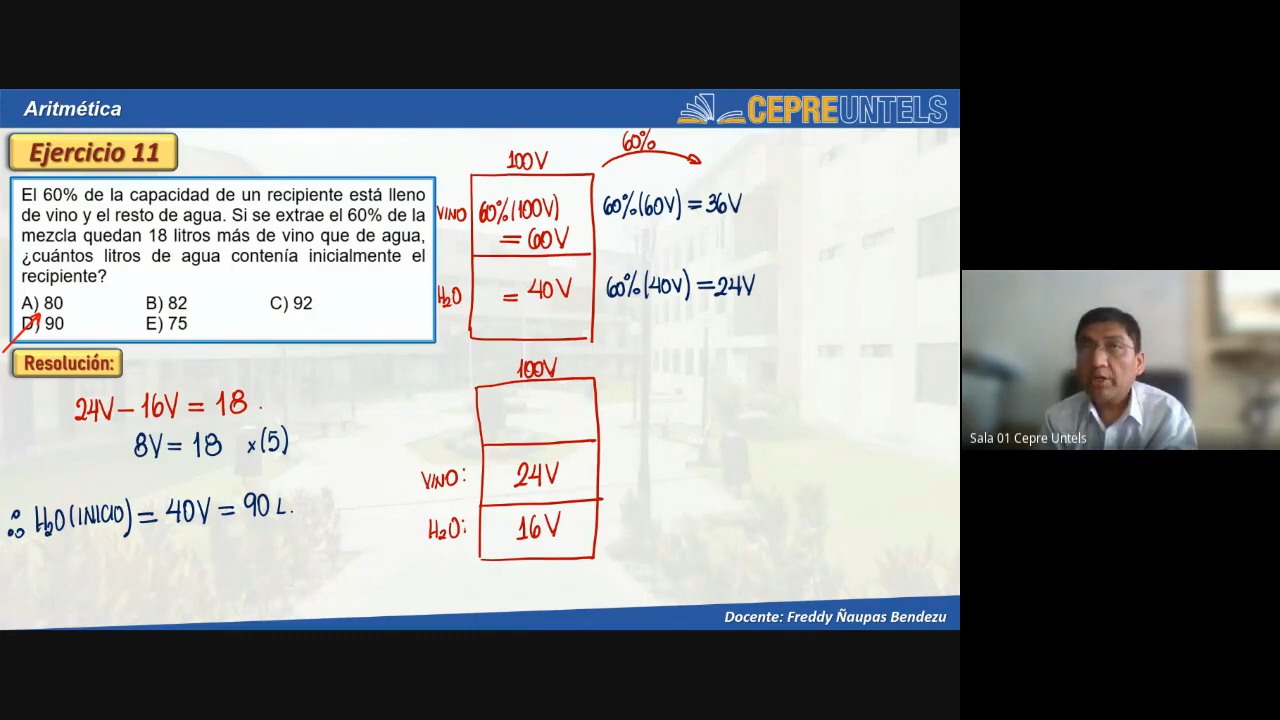 Aritmética
CEPREUNTELS
Ejercicio 11
El 60% de la capacidad de un recipiente está lleno
de vino y el resto de agua. Si se extrae el 60% de la
mezcla quedan 18 litros más de vino que de agua,
¿cuántos litros de agua contenía inicialmente el
recipiente?
A) 80 B) 82 C) 92
D) 90 E) 75
Resolución:
24V – 16V = 18
8V = 18 x(5)
∴ H₂O (INICIO) = 40V = 90 L.
100V
60%
VINO 60%(100V)
= 60V
60%(60V) = 36V
H₂O = 40V
60%(40V) = 24V
100V
VINO: 24V
H₂O: 16V
Docente: Freddy Ñaupas Bendezu
Sala 01 Cepre Untels